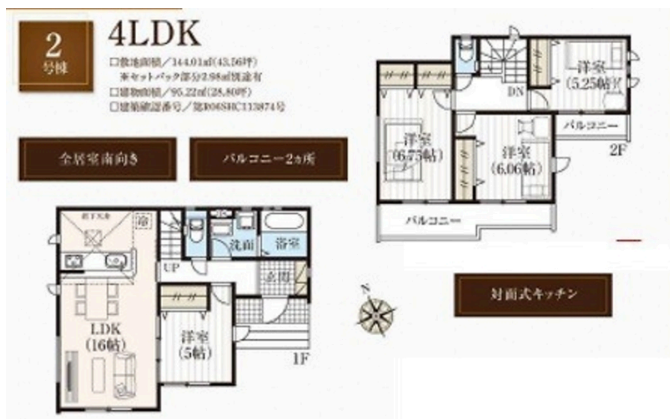 2
号棟
4LDK
□敷地面積／144.01㎡(43.56坪)
※セットバック部分2.98㎡別途有
□建物面積／95.22㎡(28.80坪)
□建築確認番号／第R06SHC113874号
全居室南向き
バルコニー2ヵ所
洋室
(5.25帖)
DN
洋室
(6.75帖)
洋室
(6.06帖)
バルコニー
2F
バルコニー
冷
洗面
浴室
UP
玄関
LDK
(16帖)
洋室
(5帖)
1F
N
対面式キッチン